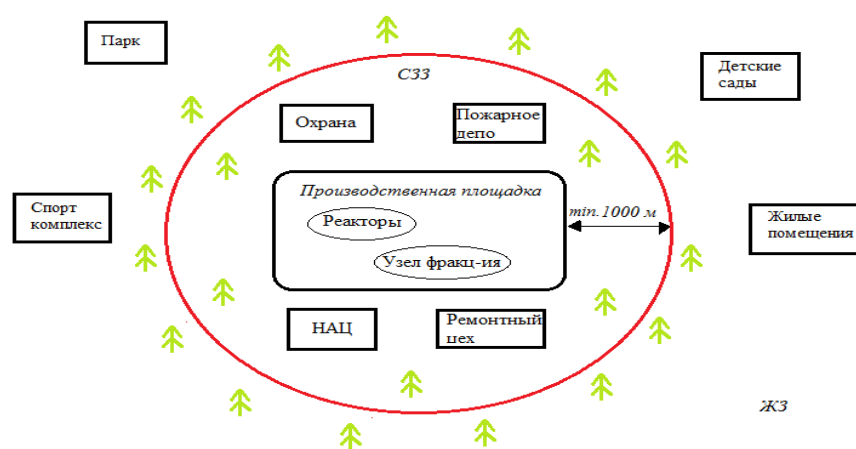 Парк
СЗЗ
Детские
сады
Охрана
Пожарное
депо
Производственная площадка
Спорт
комплекс
Реакторы
min. 1000 м
Жилые
помещения
Узел фракц-ия
НАЦ
Ремонтный
цех
ЖЗ